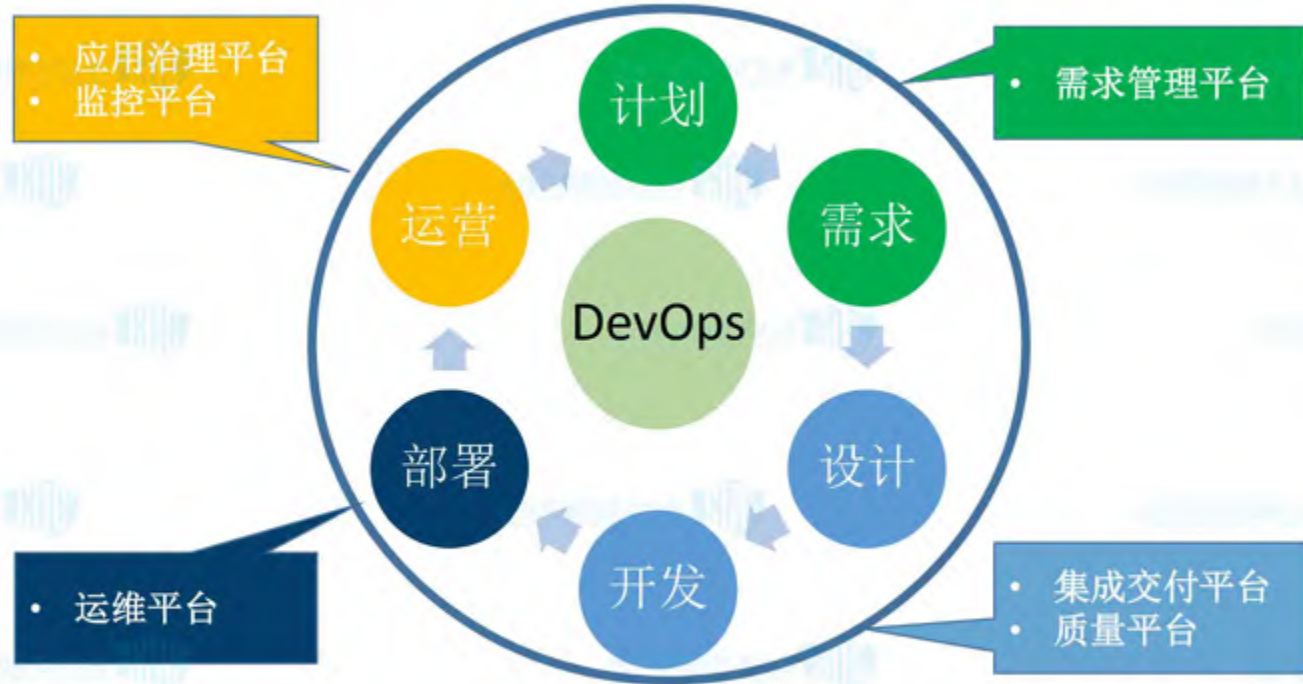 • 应用治理平台
• 监控平台
• 需求管理平台
计划
需求
运营
DevOps
部署
设计
开发
• 运维平台
• 集成交付平台
• 质量平台